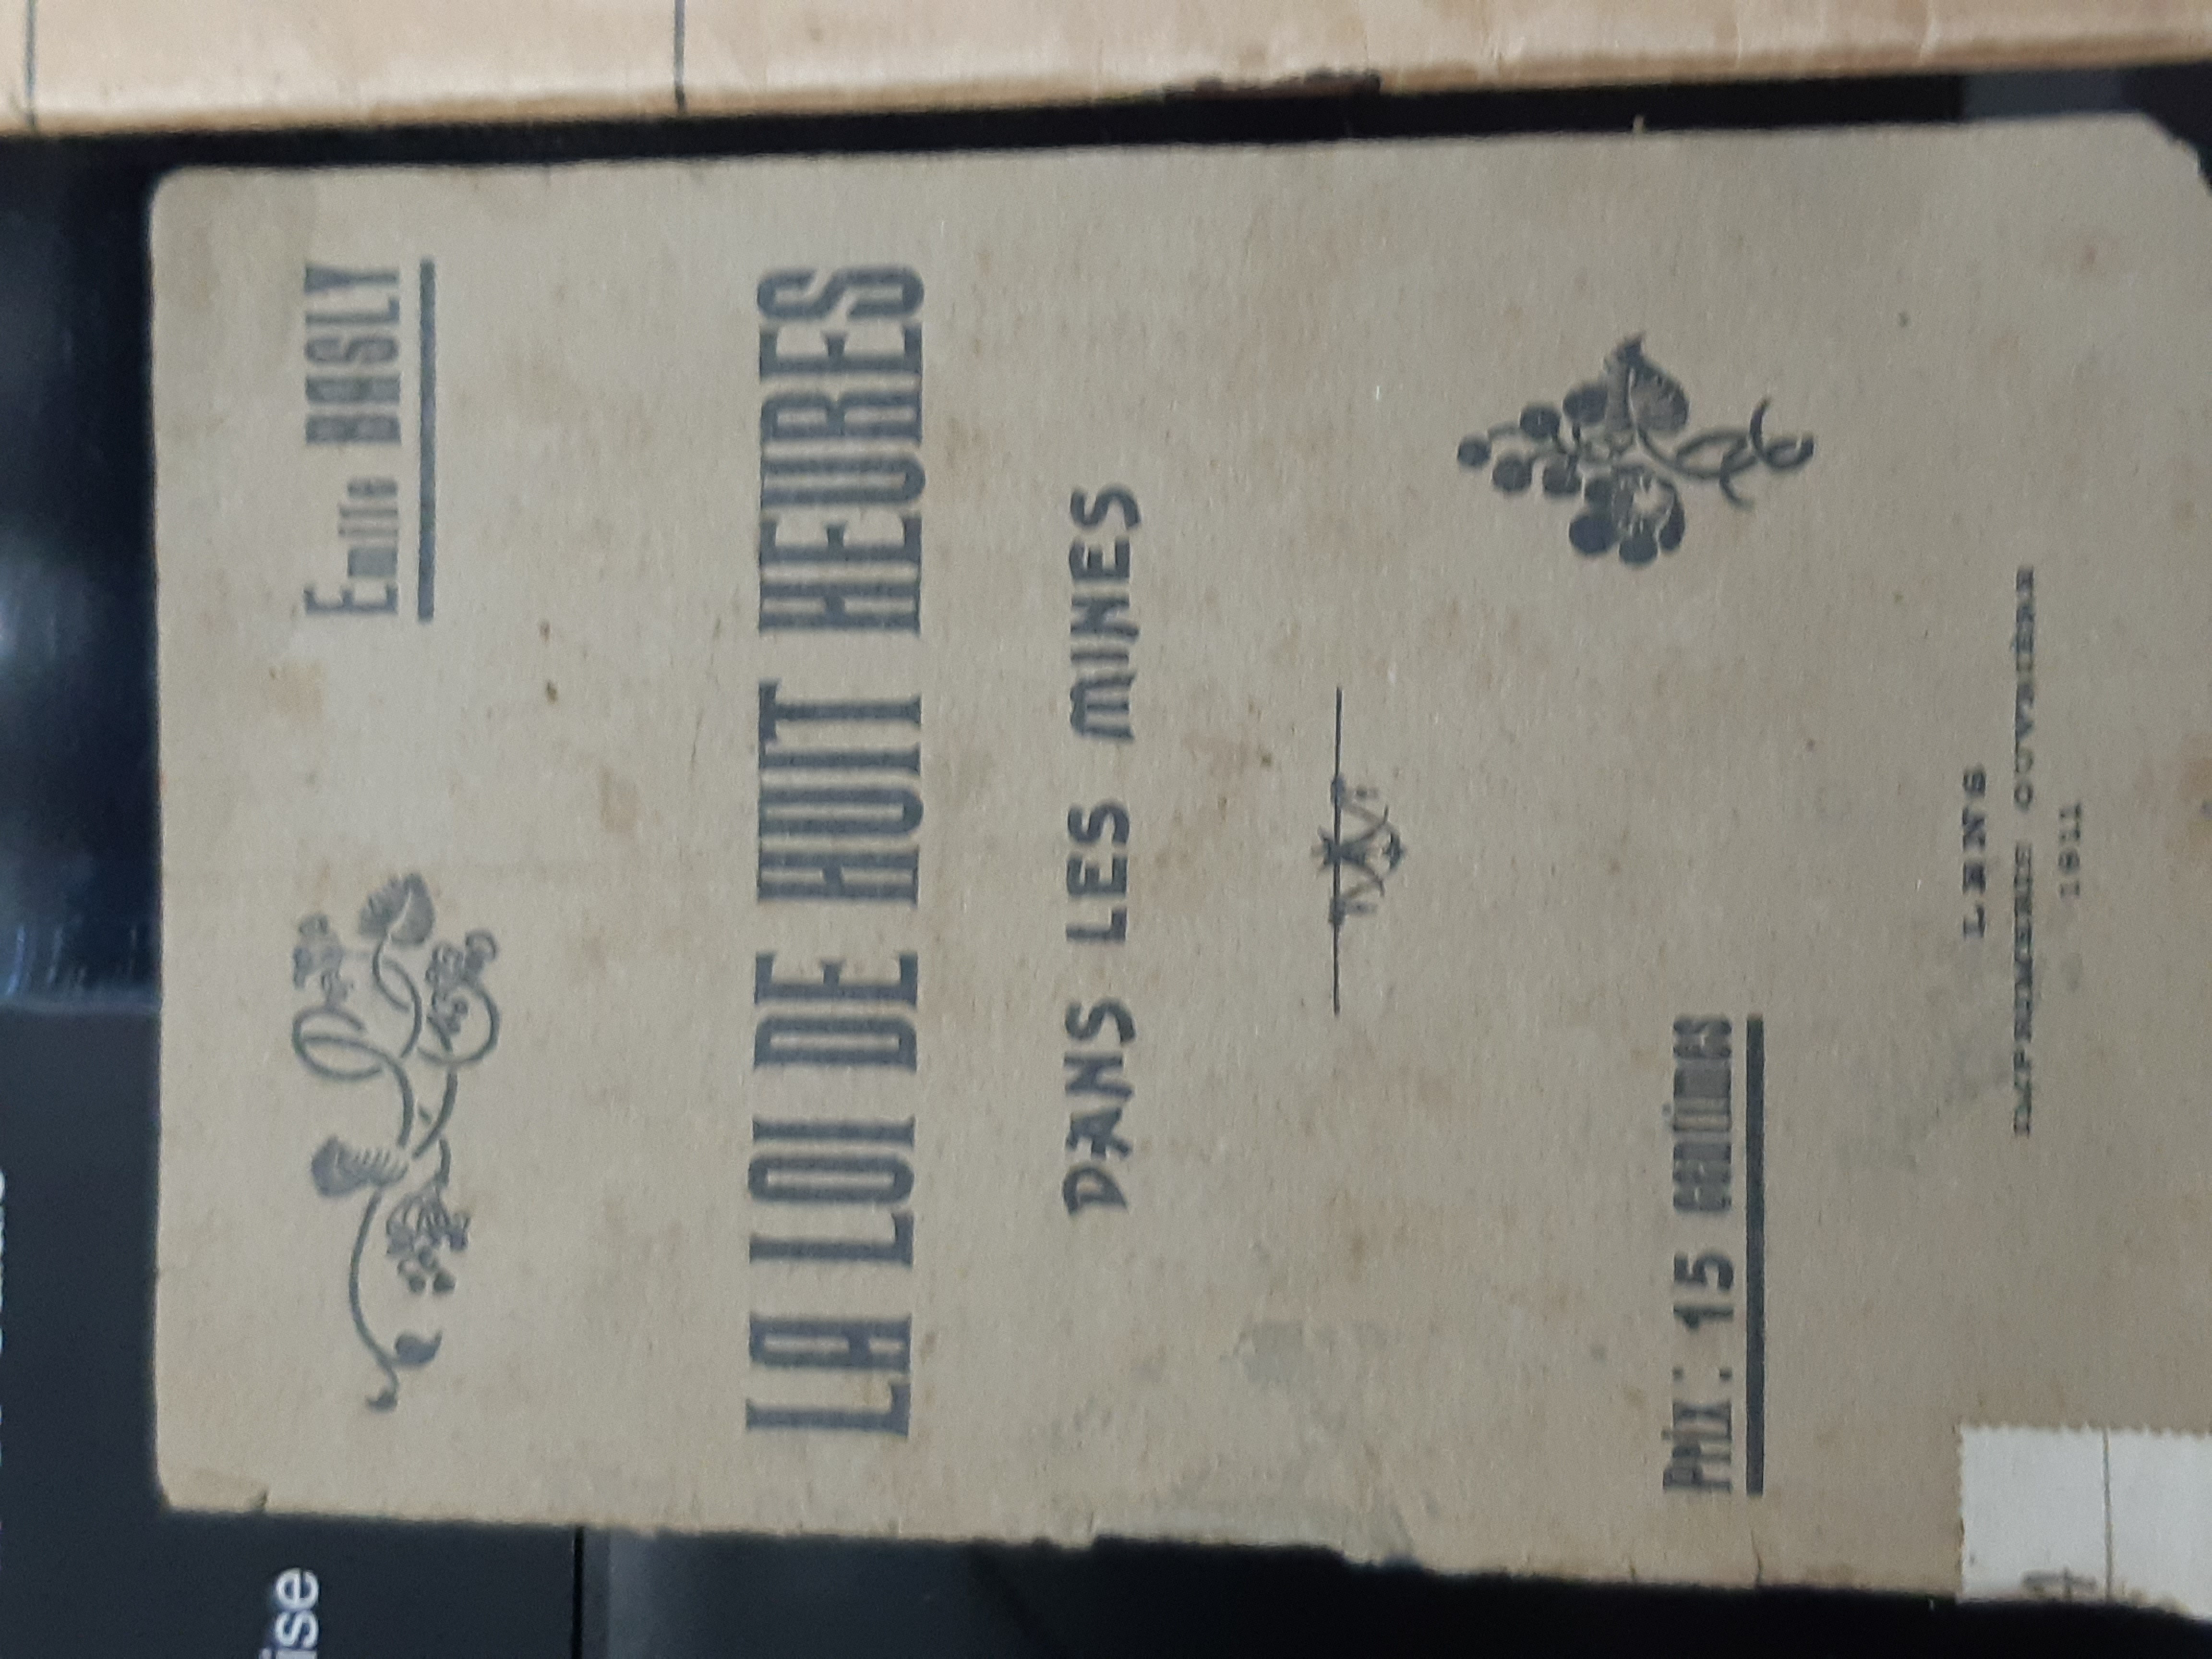 Emile BASLY
LA LOI DE HUIT HEURES
DANS LES MINES
PRIX : 15 centimes
LENS
IMPRIMERIE OUVRIÈRE
1911
ise